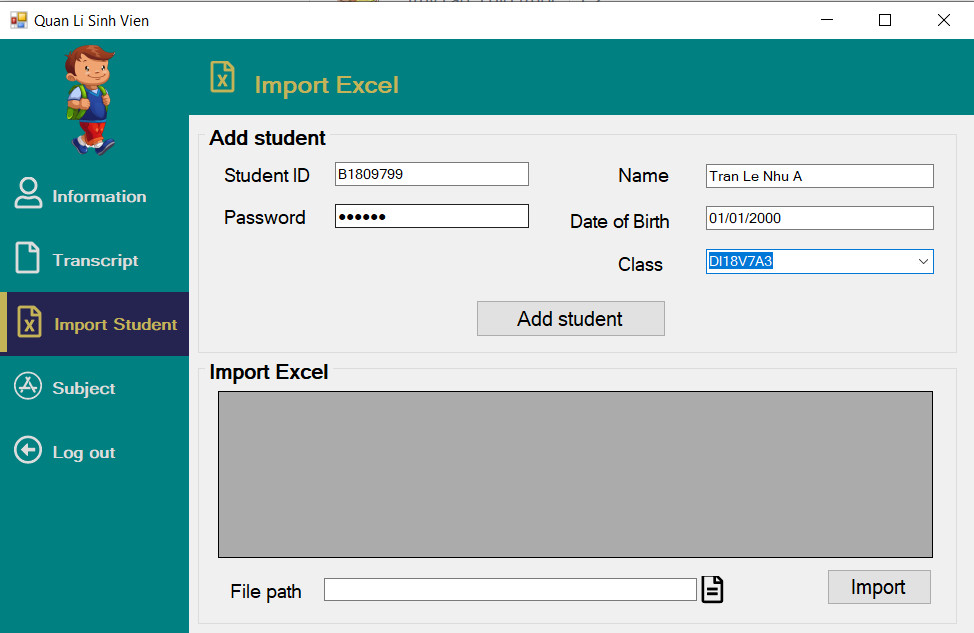 Quan Li Sinh Vien
Import Excel
Information
Transcript
Import Student
Subject
Log out
Add student
Student ID B1809799
Name Tran Le Nhu A
Password ●●●●●●
Date of Birth 01/01/2000
Class DI18V7A3
Add student
Import Excel
File path
Import